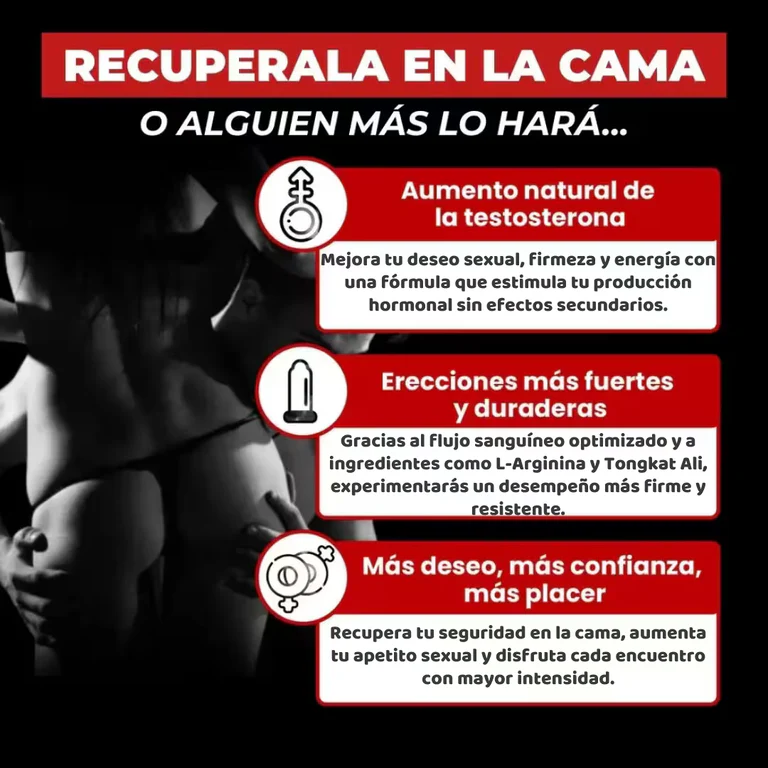 RECUPERALA EN LA CAMA
O ALGUIEN MÁS LO HARÁ...
Aumento natural de
la testosterona
Mejora tu deseo sexual, firmeza y energía con
una fórmula que estimula tu producción
hormonal sin efectos secundarios.
Erecciones más fuertes
y duraderas
Gracias al flujo sanguíneo optimizado y a
ingredientes como L-Arginina y Tongkat Ali,
experimentarás un desempeño más firme y
resistente.
Más deseo, más confianza,
más placer
Recupera tu seguridad en la cama, aumenta
tu apetito sexual y disfruta cada encuentro
con mayor intensidad.